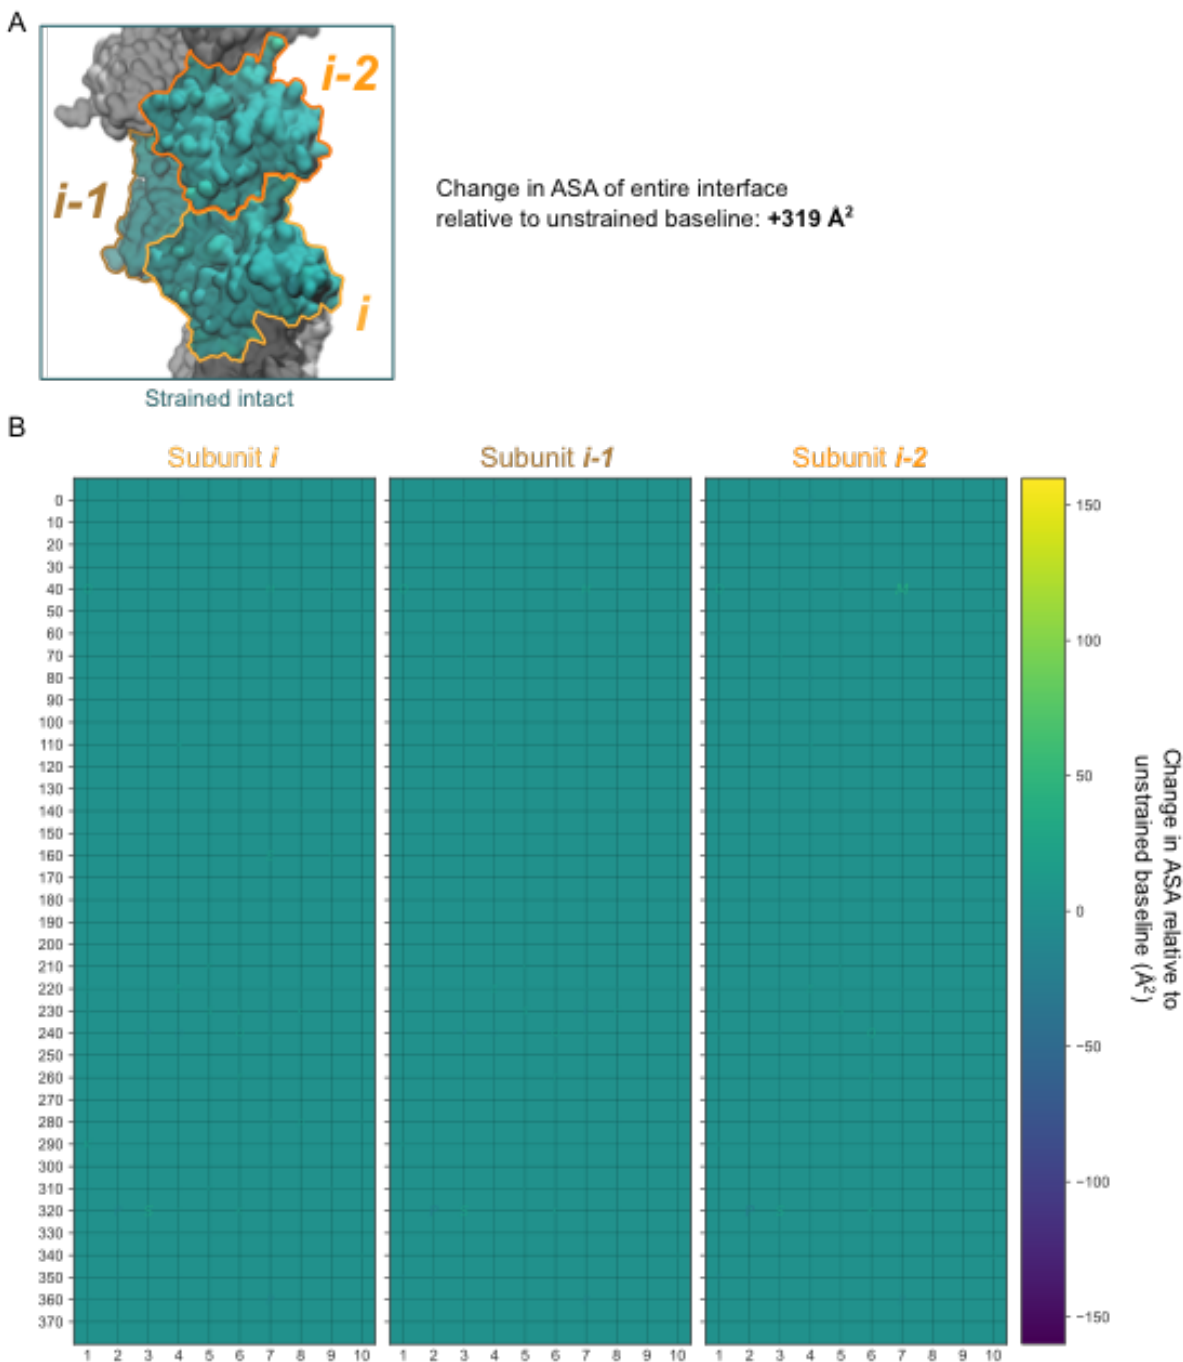 A
i-2
i-1
i
Change in ASA of entire interface
relative to unstrained baseline: +319 Å²
Strained intact
B
Subunit i
Subunit i-1
Subunit i-2
0
10
20
30
40
50
60
70
80
90
100
110
120
130
140
150
160
170
180
190
200
210
220
230
240
250
260
270
280
290
300
310
320
330
340
350
360
370
1 2 3 4 5 6 7 8 9 10
1 2 3 4 5 6 7 8 9 10
1 2 3 4 5 6 7 8 9 10
150
100
50
0
−50
−100
−150
Change in ASA relative to
unstrained baseline (Å²)